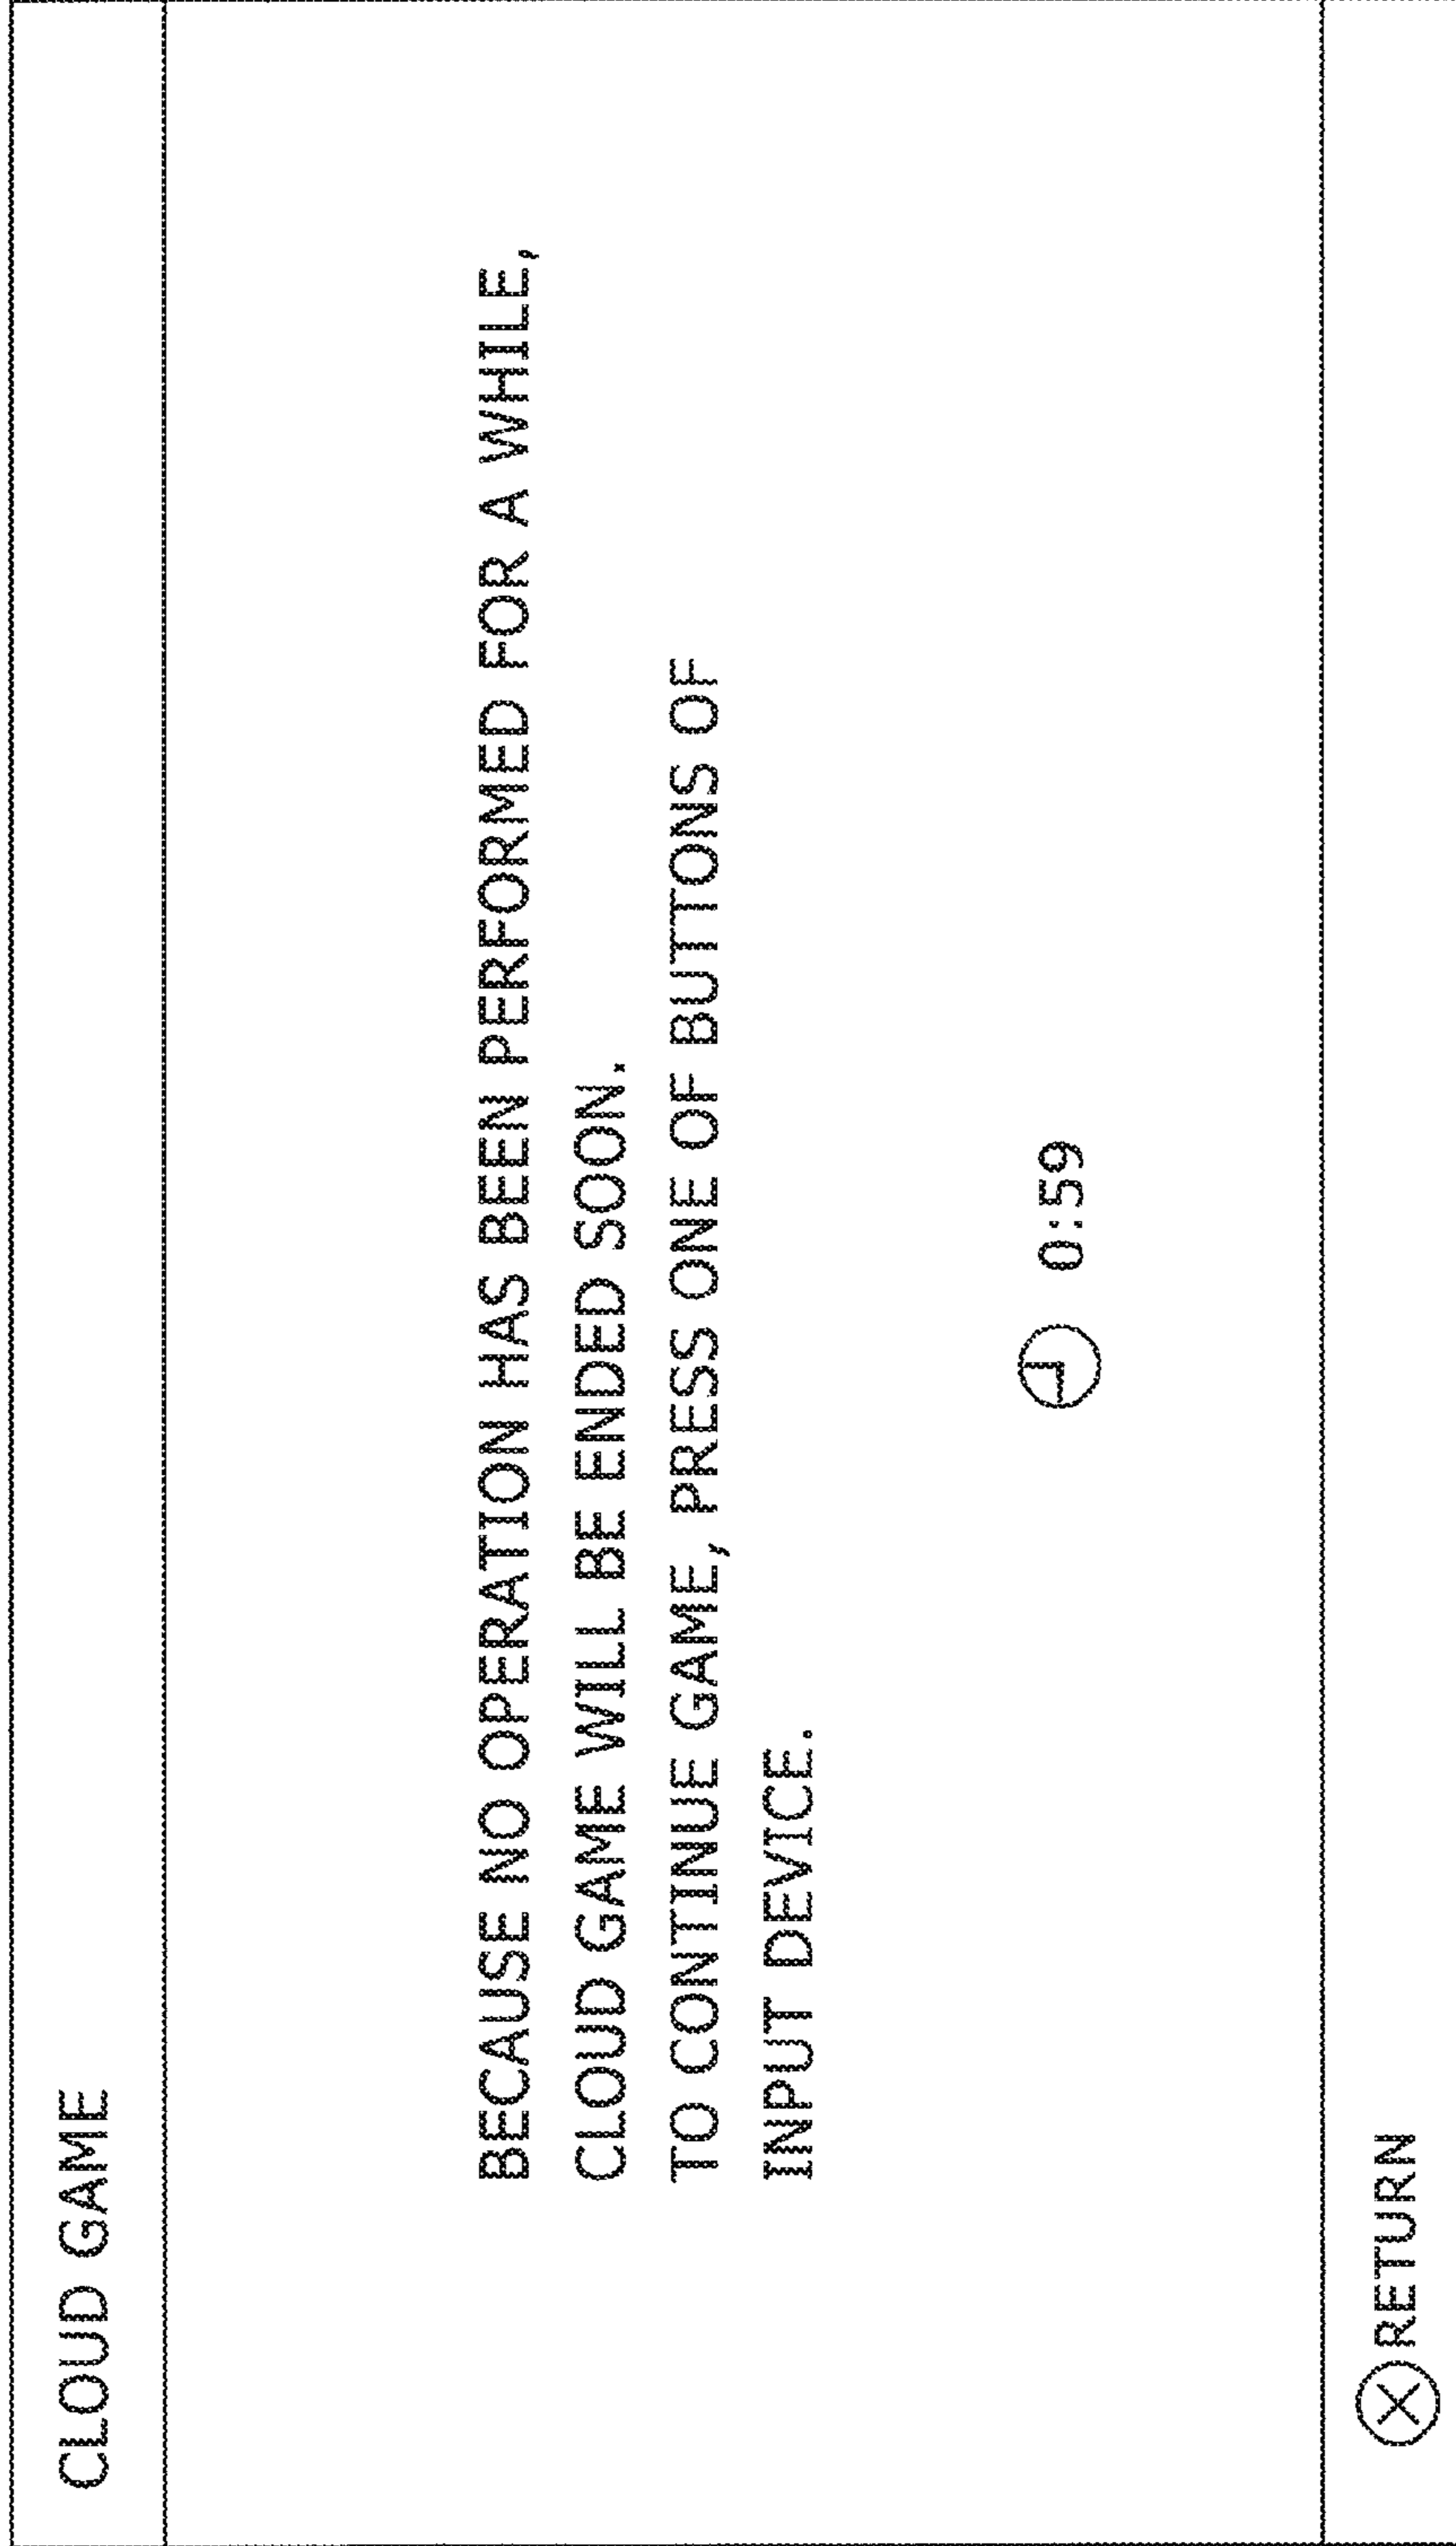 CLOUD GAME
BECAUSE NO OPERATION HAS BEEN PERFORMED FOR A WHILE,
CLOUD GAME WILL BE ENDED SOON.
TO CONTINUE GAME, PRESS ONE OF BUTTONS OF
INPUT DEVICE.
0:59
RETURN